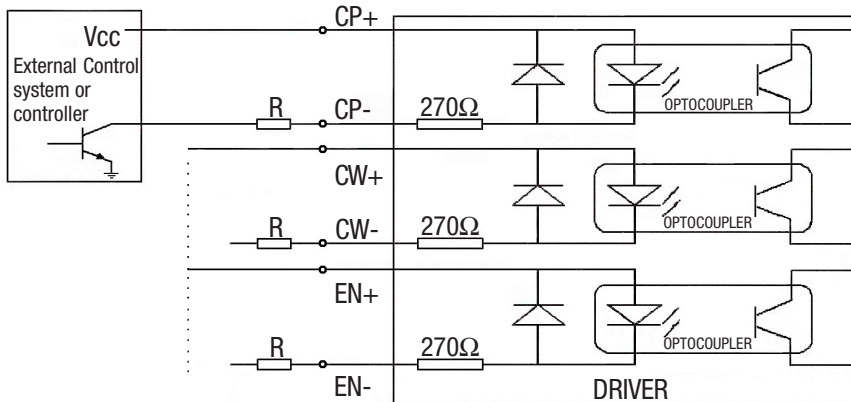 CP+
Vcc
External Control
system or
controller
R
CP-
270Ω
OPTOCOUPLER
CW+
R
CW-
270Ω
OPTOCOUPLER
EN+
R
270Ω
OPTOCOUPLER
EN-
DRIVER